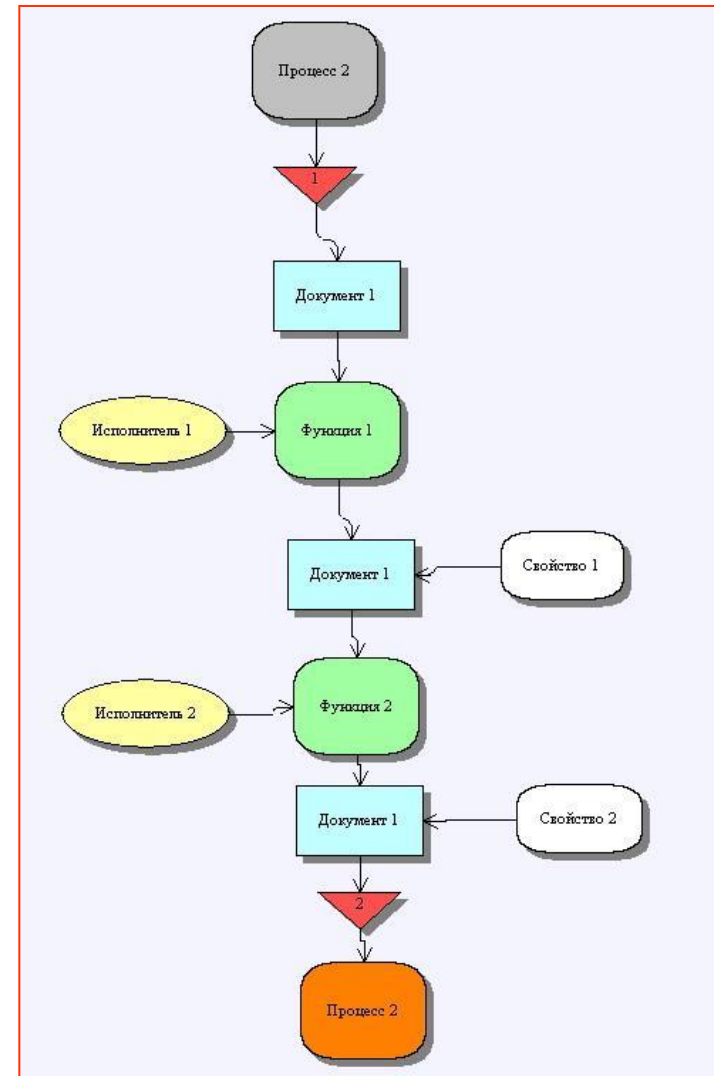 Процесс 2
1
Документ 1
Исполнитель 1
Функция 1
Документ 1
Свойство 1
Исполнитель 2
Функция 2
Документ 1
Свойство 2
2
Процесс 2